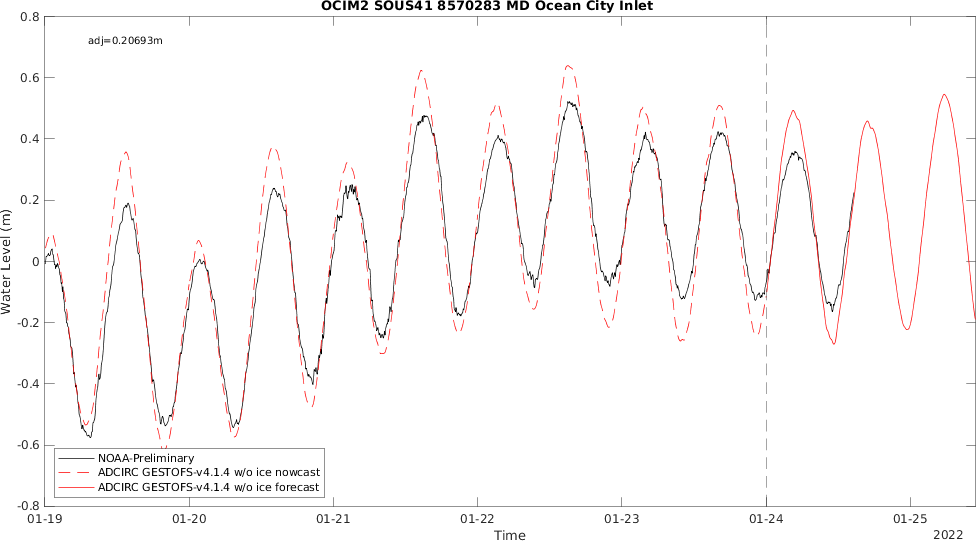 OCIM2 SOUS41 8570283 MD Ocean City Inlet
adj=0.20693m
0.8
0.6
0.4
0.2
0
-0.2
-0.4
-0.6
-0.8
Water Level (m)
NOAA-Preliminary
ADCIRC GESTOFS-v4.1.4 w/o ice nowcast
ADCIRC GESTOFS-v4.1.4 w/o ice forecast
01-19 01-20 01-21 01-22 01-23 01-24 01-25
Time
2022